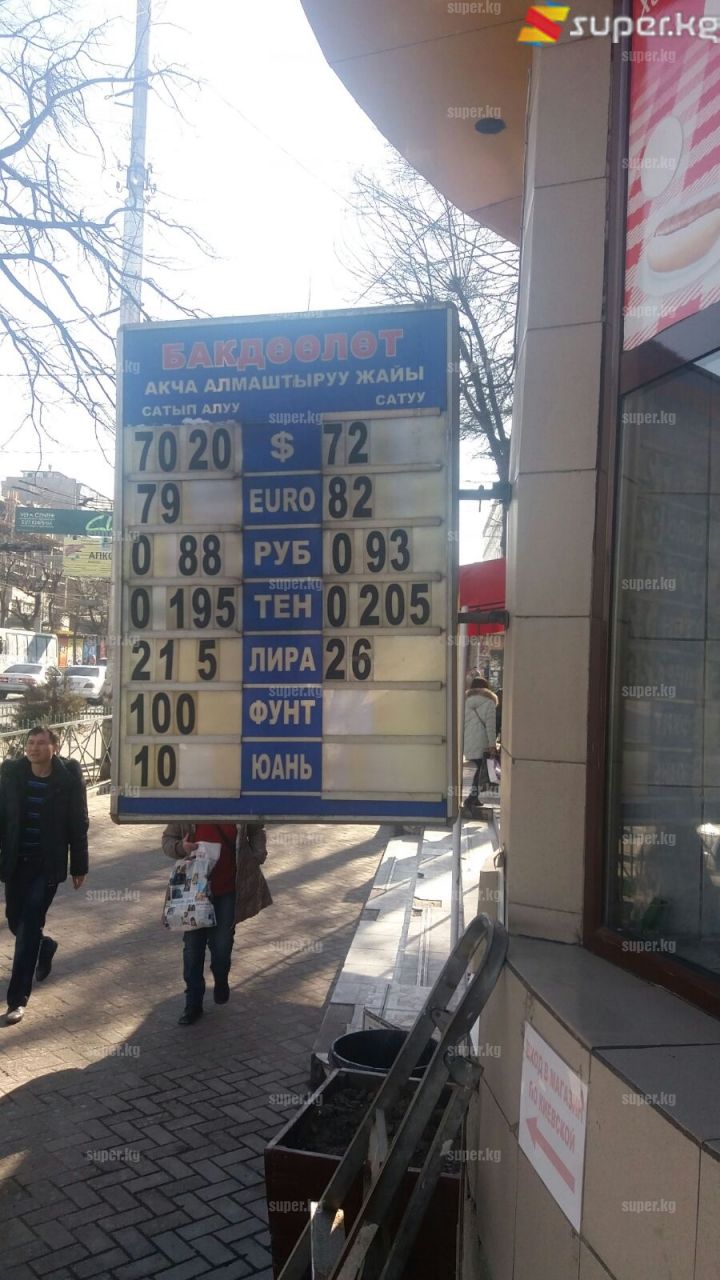 super.kg
БАКДӨӨЛӨТ
АКЧА АЛМАШТЫРУУ ЖАЙЫ
САТЫП АЛУУ САТУУ
70 20 $ 72
79 EURO 82
0 88 РУБ 0 93
0 195 ТЕН 0 205
21 5 ЛИРА 26
100 ФУНТ
10 ЮАНЬ
ВХОД В МАГАЗИН
ПО КИЕВСКОЙ